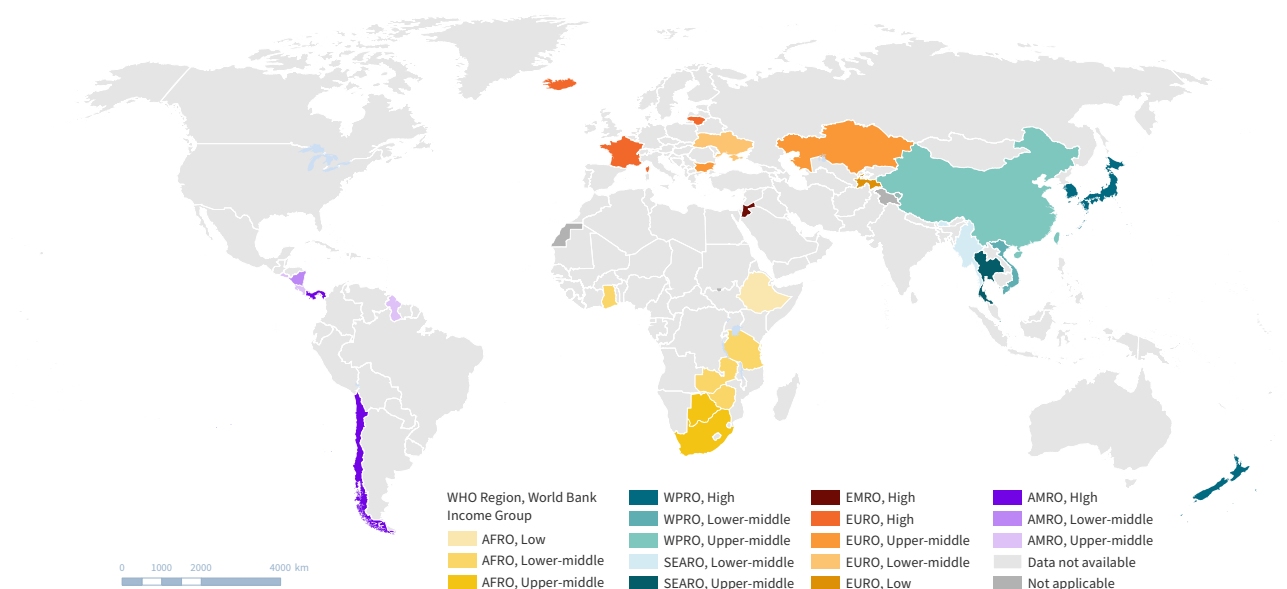 WHO Region, World Bank
Income Group
AFRO, Low
AFRO, Lower-middle
AFRO, Upper-middle
WPRO, High
WPRO, Lower-middle
WPRO, Upper-middle
SEARO, Lower-middle
SEARO, Upper-middle
EMRO, High
EURO, High
EURO, Upper-middle
EURO, Lower-middle
EURO, Low
AMRO, HIgh
AMRO, Lower-middle
AMRO, Upper-middle
Data not available
Not applicable
0 1000 2000 4000 km